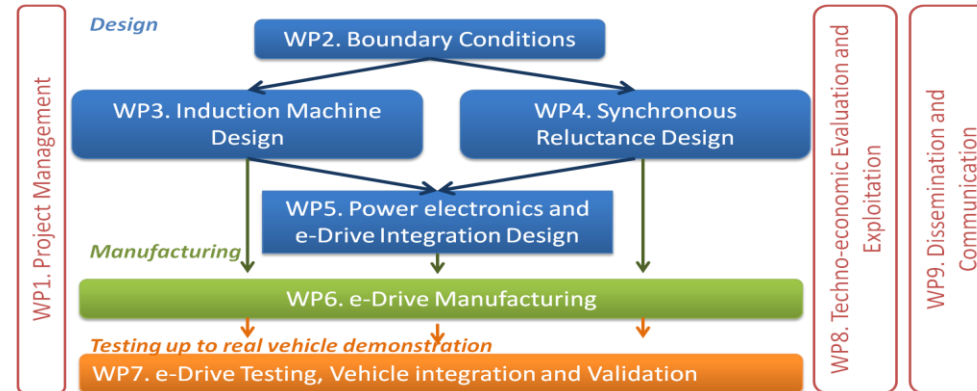 WP1. Project Management
Design
WP2. Boundary Conditions
WP3. Induction Machine
Design
WP4. Synchronous
Reluctance Design
WP5. Power electronics and
e-Drive Integration Design
Manufacturing
WP6. e-Drive Manufacturing
Testing up to real vehicle demonstration
WP7. e-Drive Testing, Vehicle integration and Validation
WP8. Techno-economic Evaluation and
Exploitation
WP9. Dissemination and
Communication